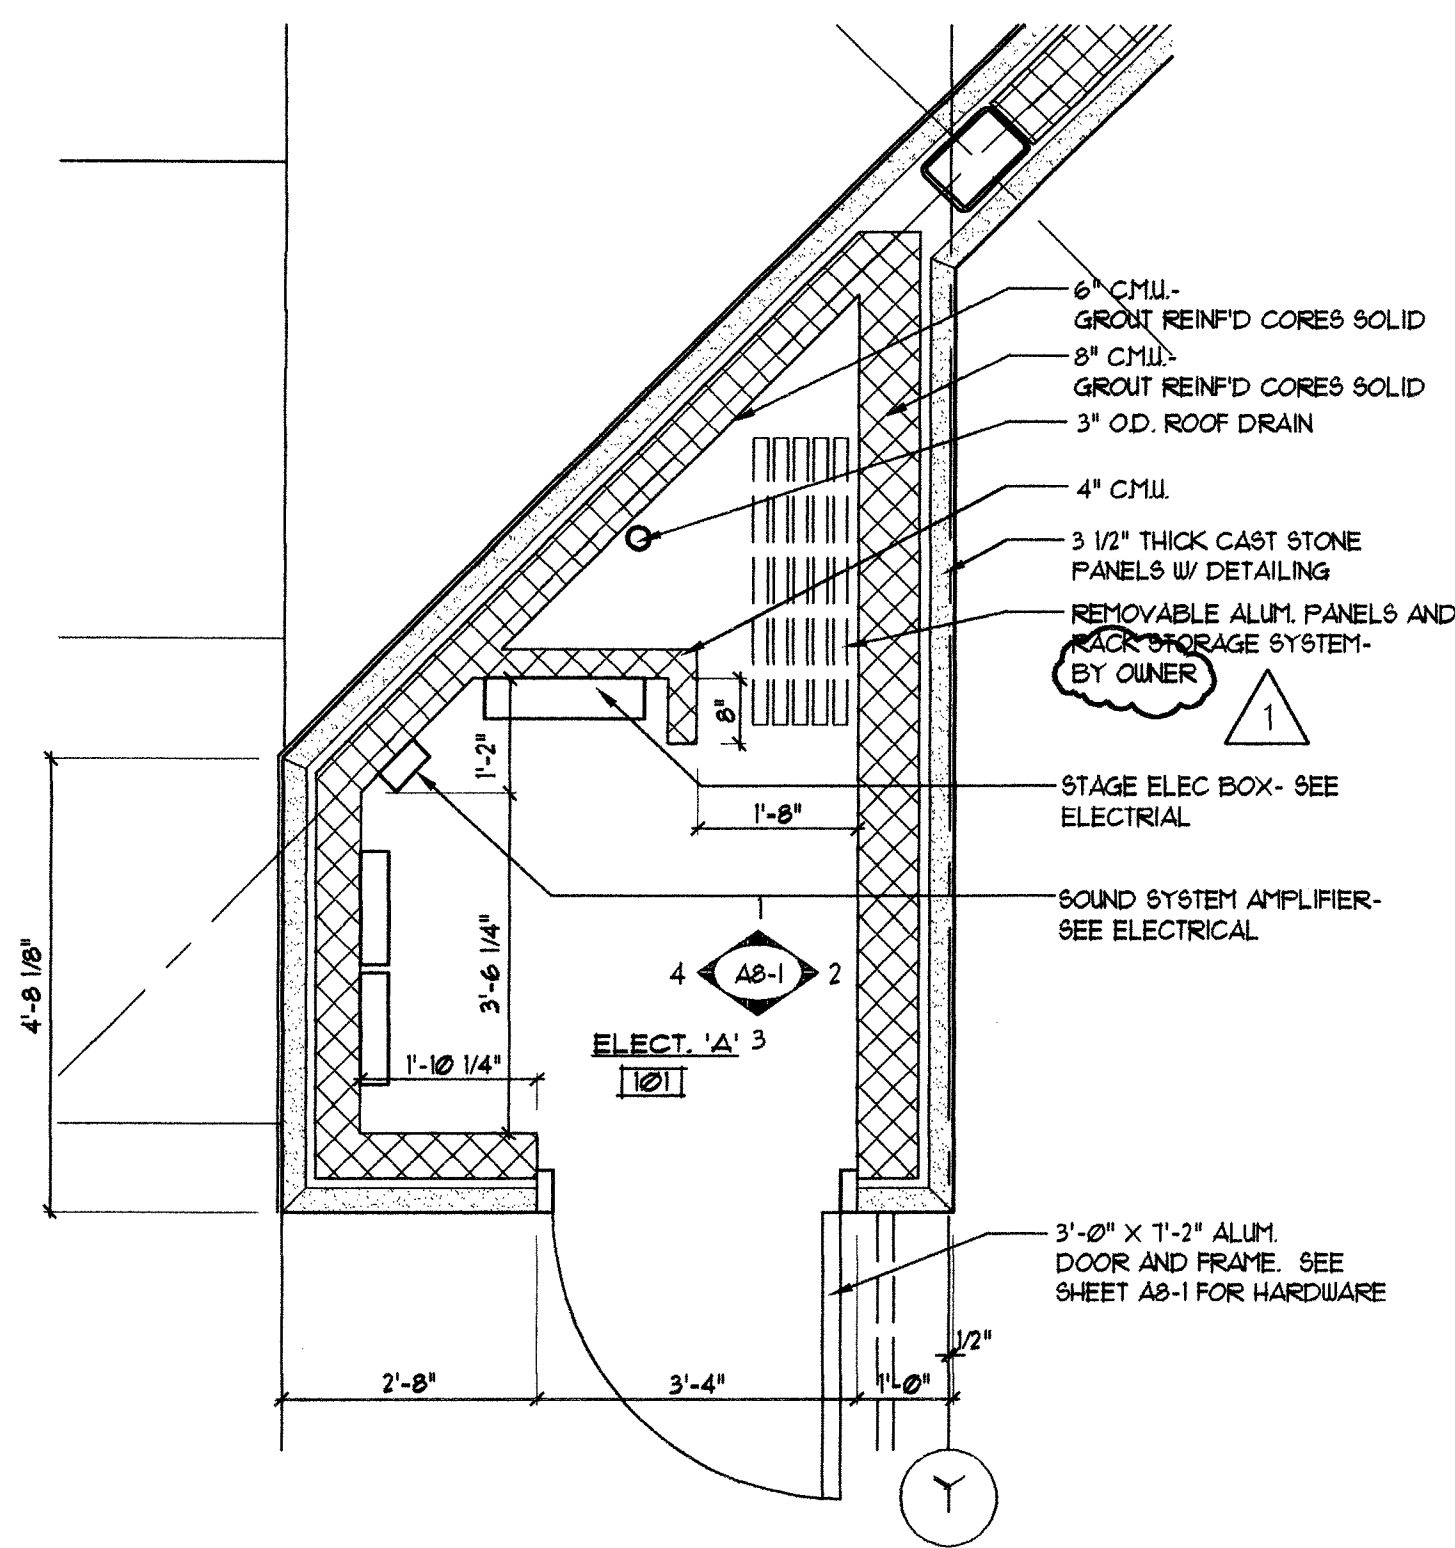 6" C.M.U.-
GROUT REINF'D CORES SOLID
8" C.M.U.-
GROUT REINF'D CORES SOLID
3" O.D. ROOF DRAIN
4" C.M.U.
3 1/2" THICK CAST STONE
PANELS W/ DETAILING
REMOVABLE ALUM. PANELS AND
RACK STORAGE SYSTEM-
BY OWNER
1
8"
1'-2"
STAGE ELEC BOX- SEE
ELECTRIAL
1'-8"
SOUND SYSTEM AMPLIFIER-
SEE ELECTRICAL
1
4 A8-1 2
3
4'-8 1/8"
3'-6 1/4"
ELECT. 'A'
101
1'-10 1/4"
3'-0" X 7'-2" ALUM.
DOOR AND FRAME. SEE
SHEET A8-1 FOR HARDWARE
1/2"
2'-8"
3'-4"
1'-0"
Y